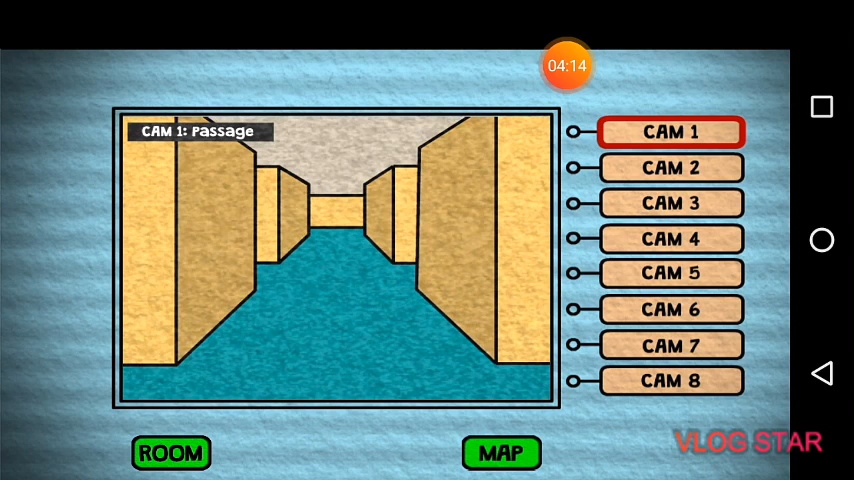 04:14
CAM 1: Passage
CAM 1
CAM 2
CAM 3
CAM 4
CAM 5
CAM 6
CAM 7
CAM 8
ROOM
MAP
VLOG STAR